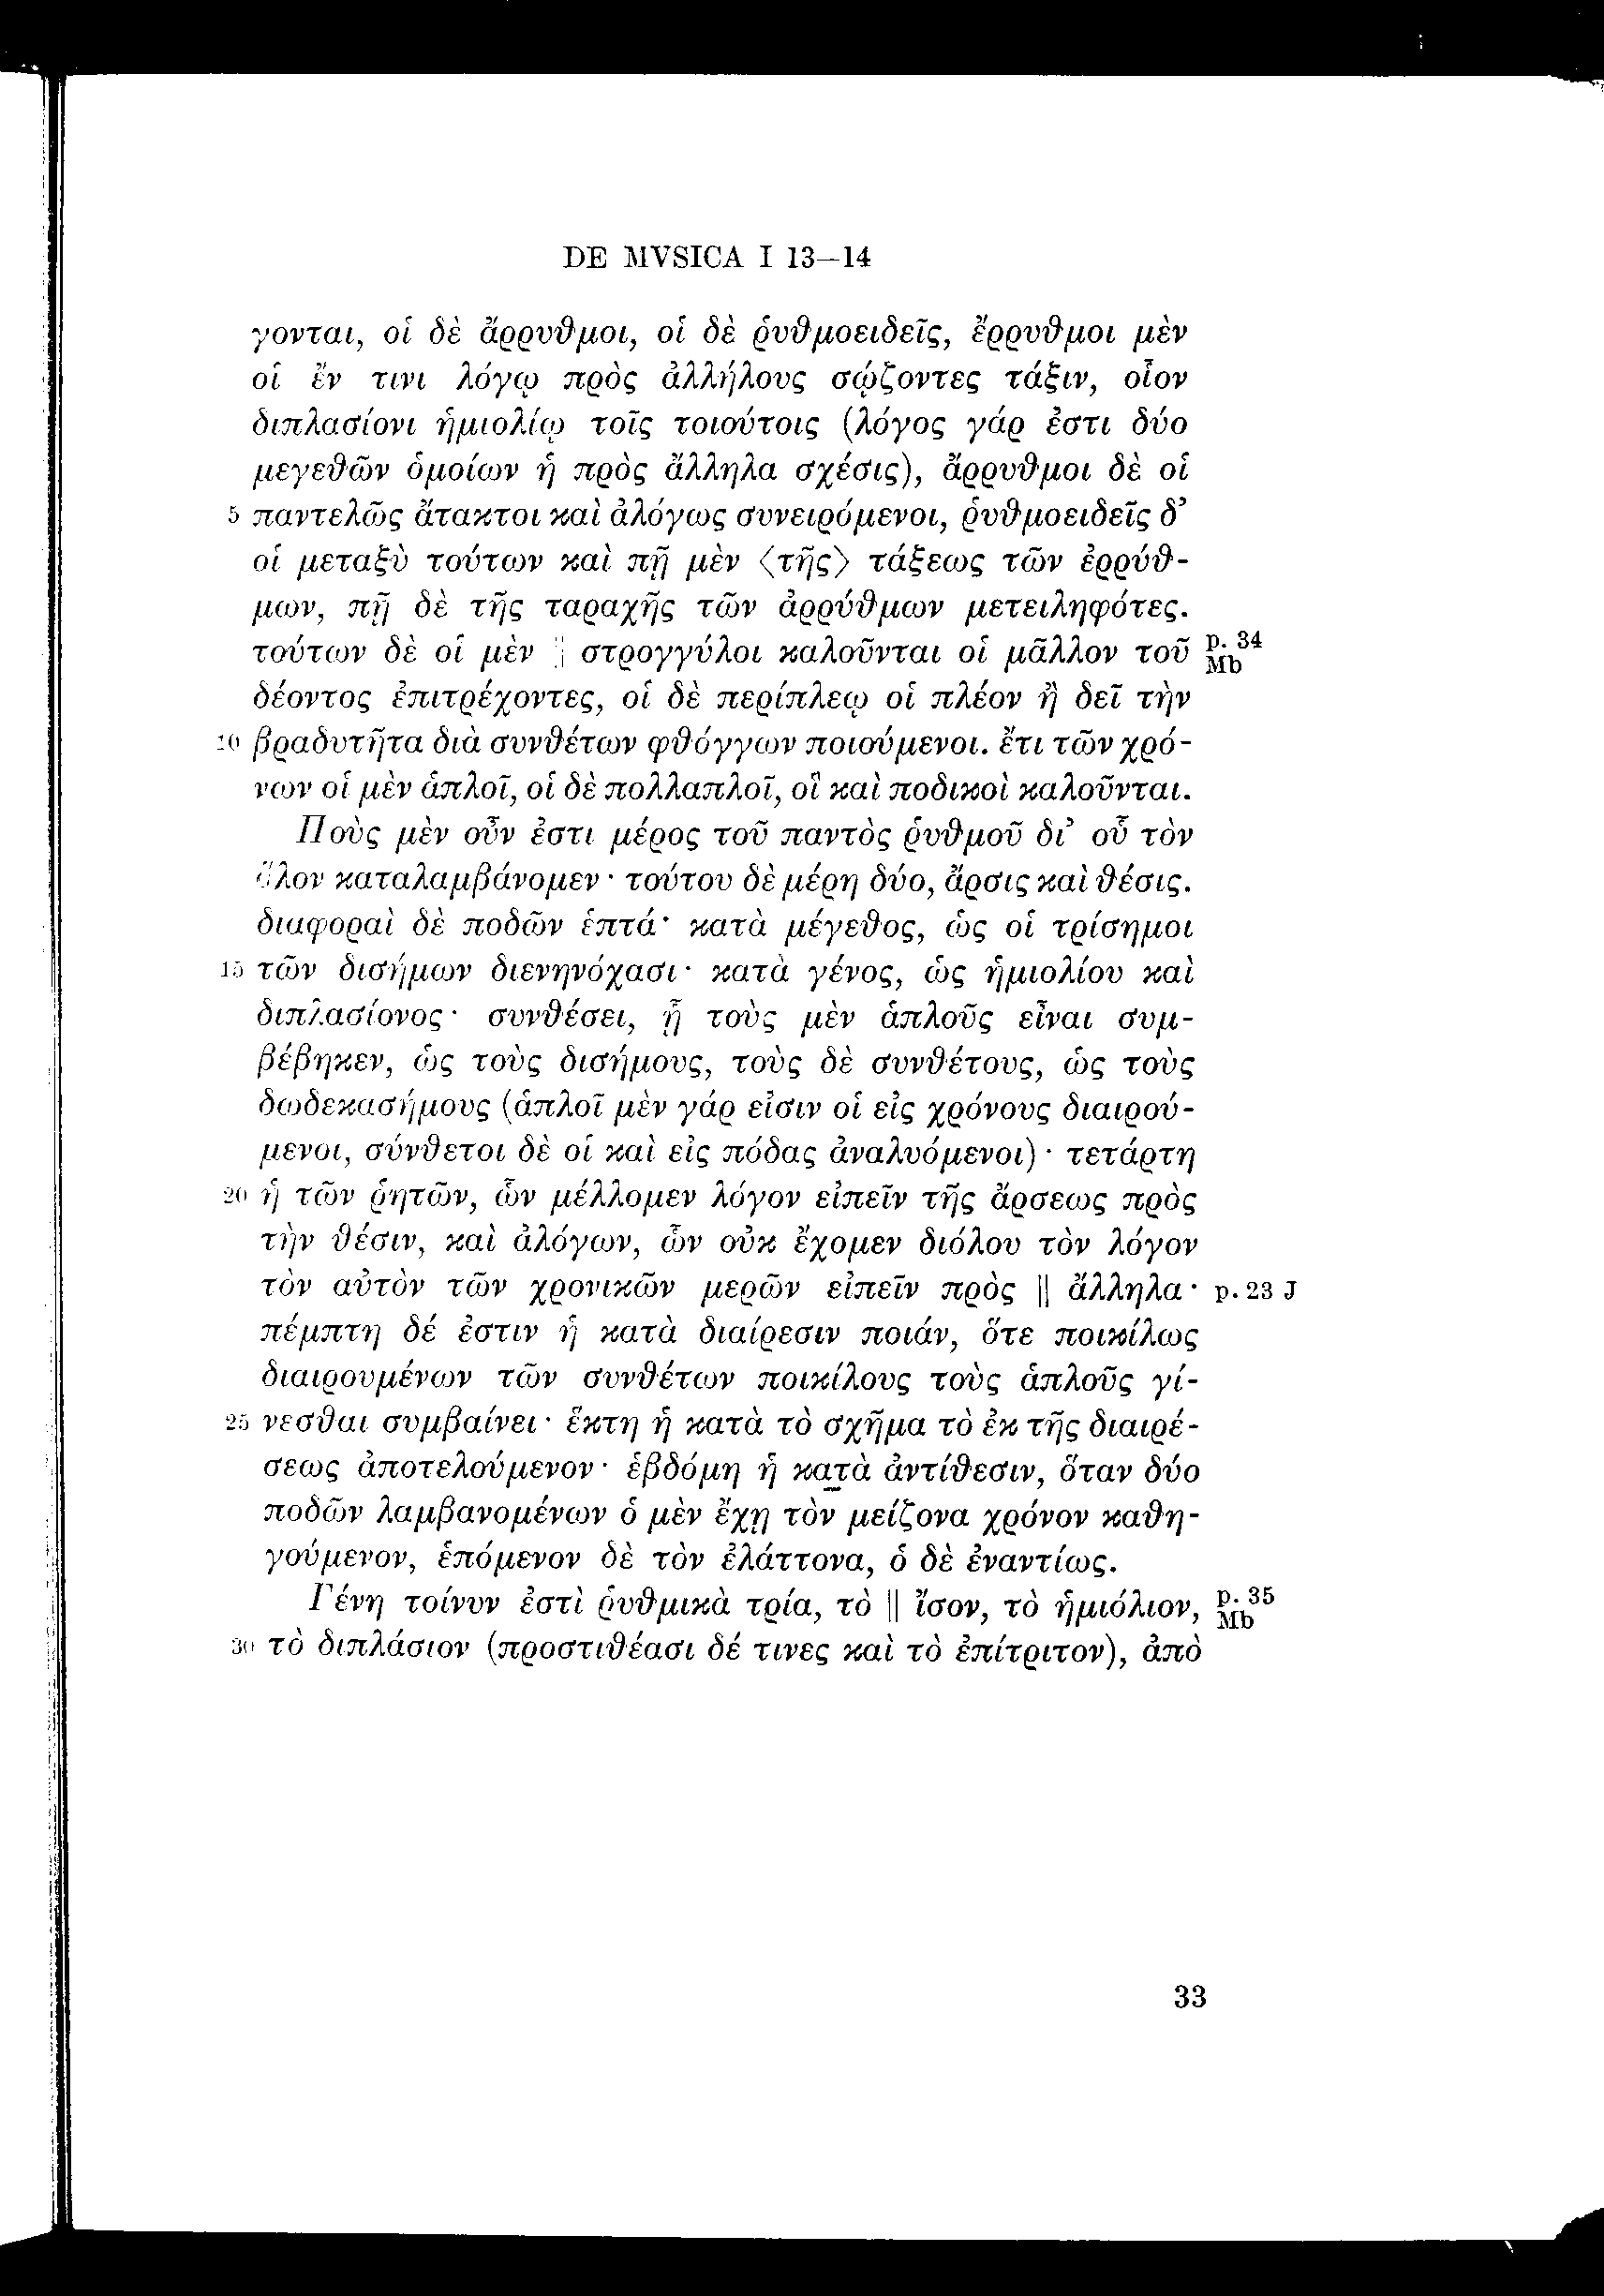 DE MVSICA I 13–14
γονται, οἱ δὲ ἄρρυθμοι, οἱ δὲ ῥυθμοειδεῖς, ἔρρυθμοι μὲν
οἱ ἔν τινι λόγῳ πρὸς ἀλλήλους σῴζοντες τάξιν, οἷον
διπλασίονι ἡμιολίῳ τοῖς τοιούτοις (λόγος γάρ ἐστι δύο
μεγεθῶν ὁμοίων ἡ πρὸς ἄλληλα σχέσις), ἄρρυθμοι δὲ οἱ
5 παντελῶς ἄτακτοι καὶ ἀλόγως συνειρόμενοι, ῥυθμοειδεῖς δ’
οἱ μεταξὺ τούτων καὶ πῇ μὲν ⟨τῆς⟩ τάξεως τῶν ἐρρύθ-
μων, πῇ δὲ τῆς ταραχῆς τῶν ἀρρύθμων μετειληφότες.
τούτων δὲ οἱ μὲν || στρογγύλοι καλοῦνται οἱ μᾶλλον τοῦ p. 34 Mb
δέοντος ἐπιτρέχοντες, οἱ δὲ περίπλεῳ οἱ πλέον ἢ δεῖ τὴν
10 βραδυτῆτα διὰ συνθέτων φθόγγων ποιούμενοι. ἔτι τῶν χρό-
νων οἱ μὲν ἁπλοῖ, οἱ δὲ πολλαπλοῖ, οἳ καὶ ποδικοὶ καλοῦνται.
Ποὺς μὲν οὖν ἐστι μέρος τοῦ παντὸς ῥυθμοῦ δι’ οὗ τὸν
ὅλον καταλαμβάνομεν· τούτου δὲ μέρη δύο, ἄρσις καὶ θέσις.
διαφοραὶ δὲ ποδῶν ἑπτά· κατὰ μέγεθος, ὡς οἱ τρίσημοι
15 τῶν δισήμων διενηνόχασι· κατὰ γένος, ὡς ἡμιολίου καὶ
διπλασίονος· συνθέσει, ᾗ τοὺς μὲν ἁπλοῦς εἶναι συμ-
βέβηκεν, ὡς τοὺς δισήμους, τοὺς δὲ συνθέτους, ὡς τοὺς
δωδεκασήμους (ἁπλοῖ μὲν γάρ εἰσιν οἱ εἰς χρόνους διαιρού-
μενοι, σύνθετοι δὲ οἱ καὶ εἰς πόδας ἀναλυόμενοι)· τετάρτη
20 ἡ τῶν ῥητῶν, ὧν μέλλομεν λόγον εἰπεῖν τῆς ἄρσεως πρὸς
τὴν θέσιν, καὶ ἀλόγων, ὧν οὐκ ἔχομεν διόλου τὸν λόγον
τὸν αὐτὸν τῶν χρονικῶν μερῶν εἰπεῖν πρὸς || ἄλληλα· p. 23 J
πέμπτη δέ ἐστιν ἡ κατὰ διαίρεσιν ποιάν, ὅτε ποικίλως
διαιρουμένων τῶν συνθέτων ποικίλους τοὺς ἁπλοῦς γί-
25 νεσθαι συμβαίνει· ἕκτη ἡ κατὰ τὸ σχῆμα τὸ ἐκ τῆς διαιρέ-
σεως ἀποτελούμενον· ἑβδόμη ἡ κατὰ ἀντίθεσιν, ὅταν δύο
ποδῶν λαμβανομένων ὁ μὲν ἔχῃ τὸν μείζονα χρόνον καθη-
γούμενον, ἑπόμενον δὲ τὸν ἐλάττονα, ὁ δὲ ἐναντίως.
Γένη τοίνυν ἐστὶ ῥυθμικὰ τρία, τὸ || ἴσον, τὸ ἡμιόλιον, p. 35 Mb
30 τὸ διπλάσιον (προστιθέασι δέ τινες καὶ τὸ ἐπίτριτον), ἀπὸ
33